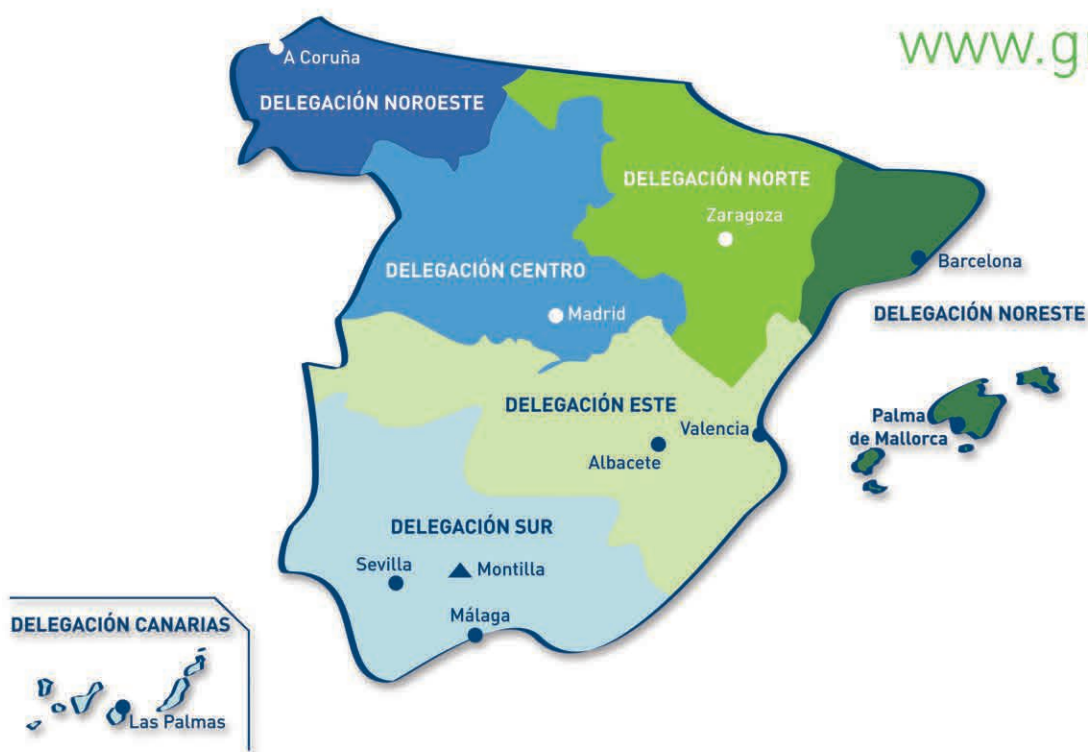 www.g
A Coruña
DELEGACIÓN NOROESTE
DELEGACIÓN NORTE
Zaragoza
DELEGACIÓN CENTRO
Madrid
Barcelona
DELEGACIÓN NORESTE
DELEGACIÓN ESTE
Valencia
Albacete
Palma
de Mallorca
DELEGACIÓN SUR
Sevilla
Montilla
Málaga
DELEGACIÓN CANARIAS
Las Palmas